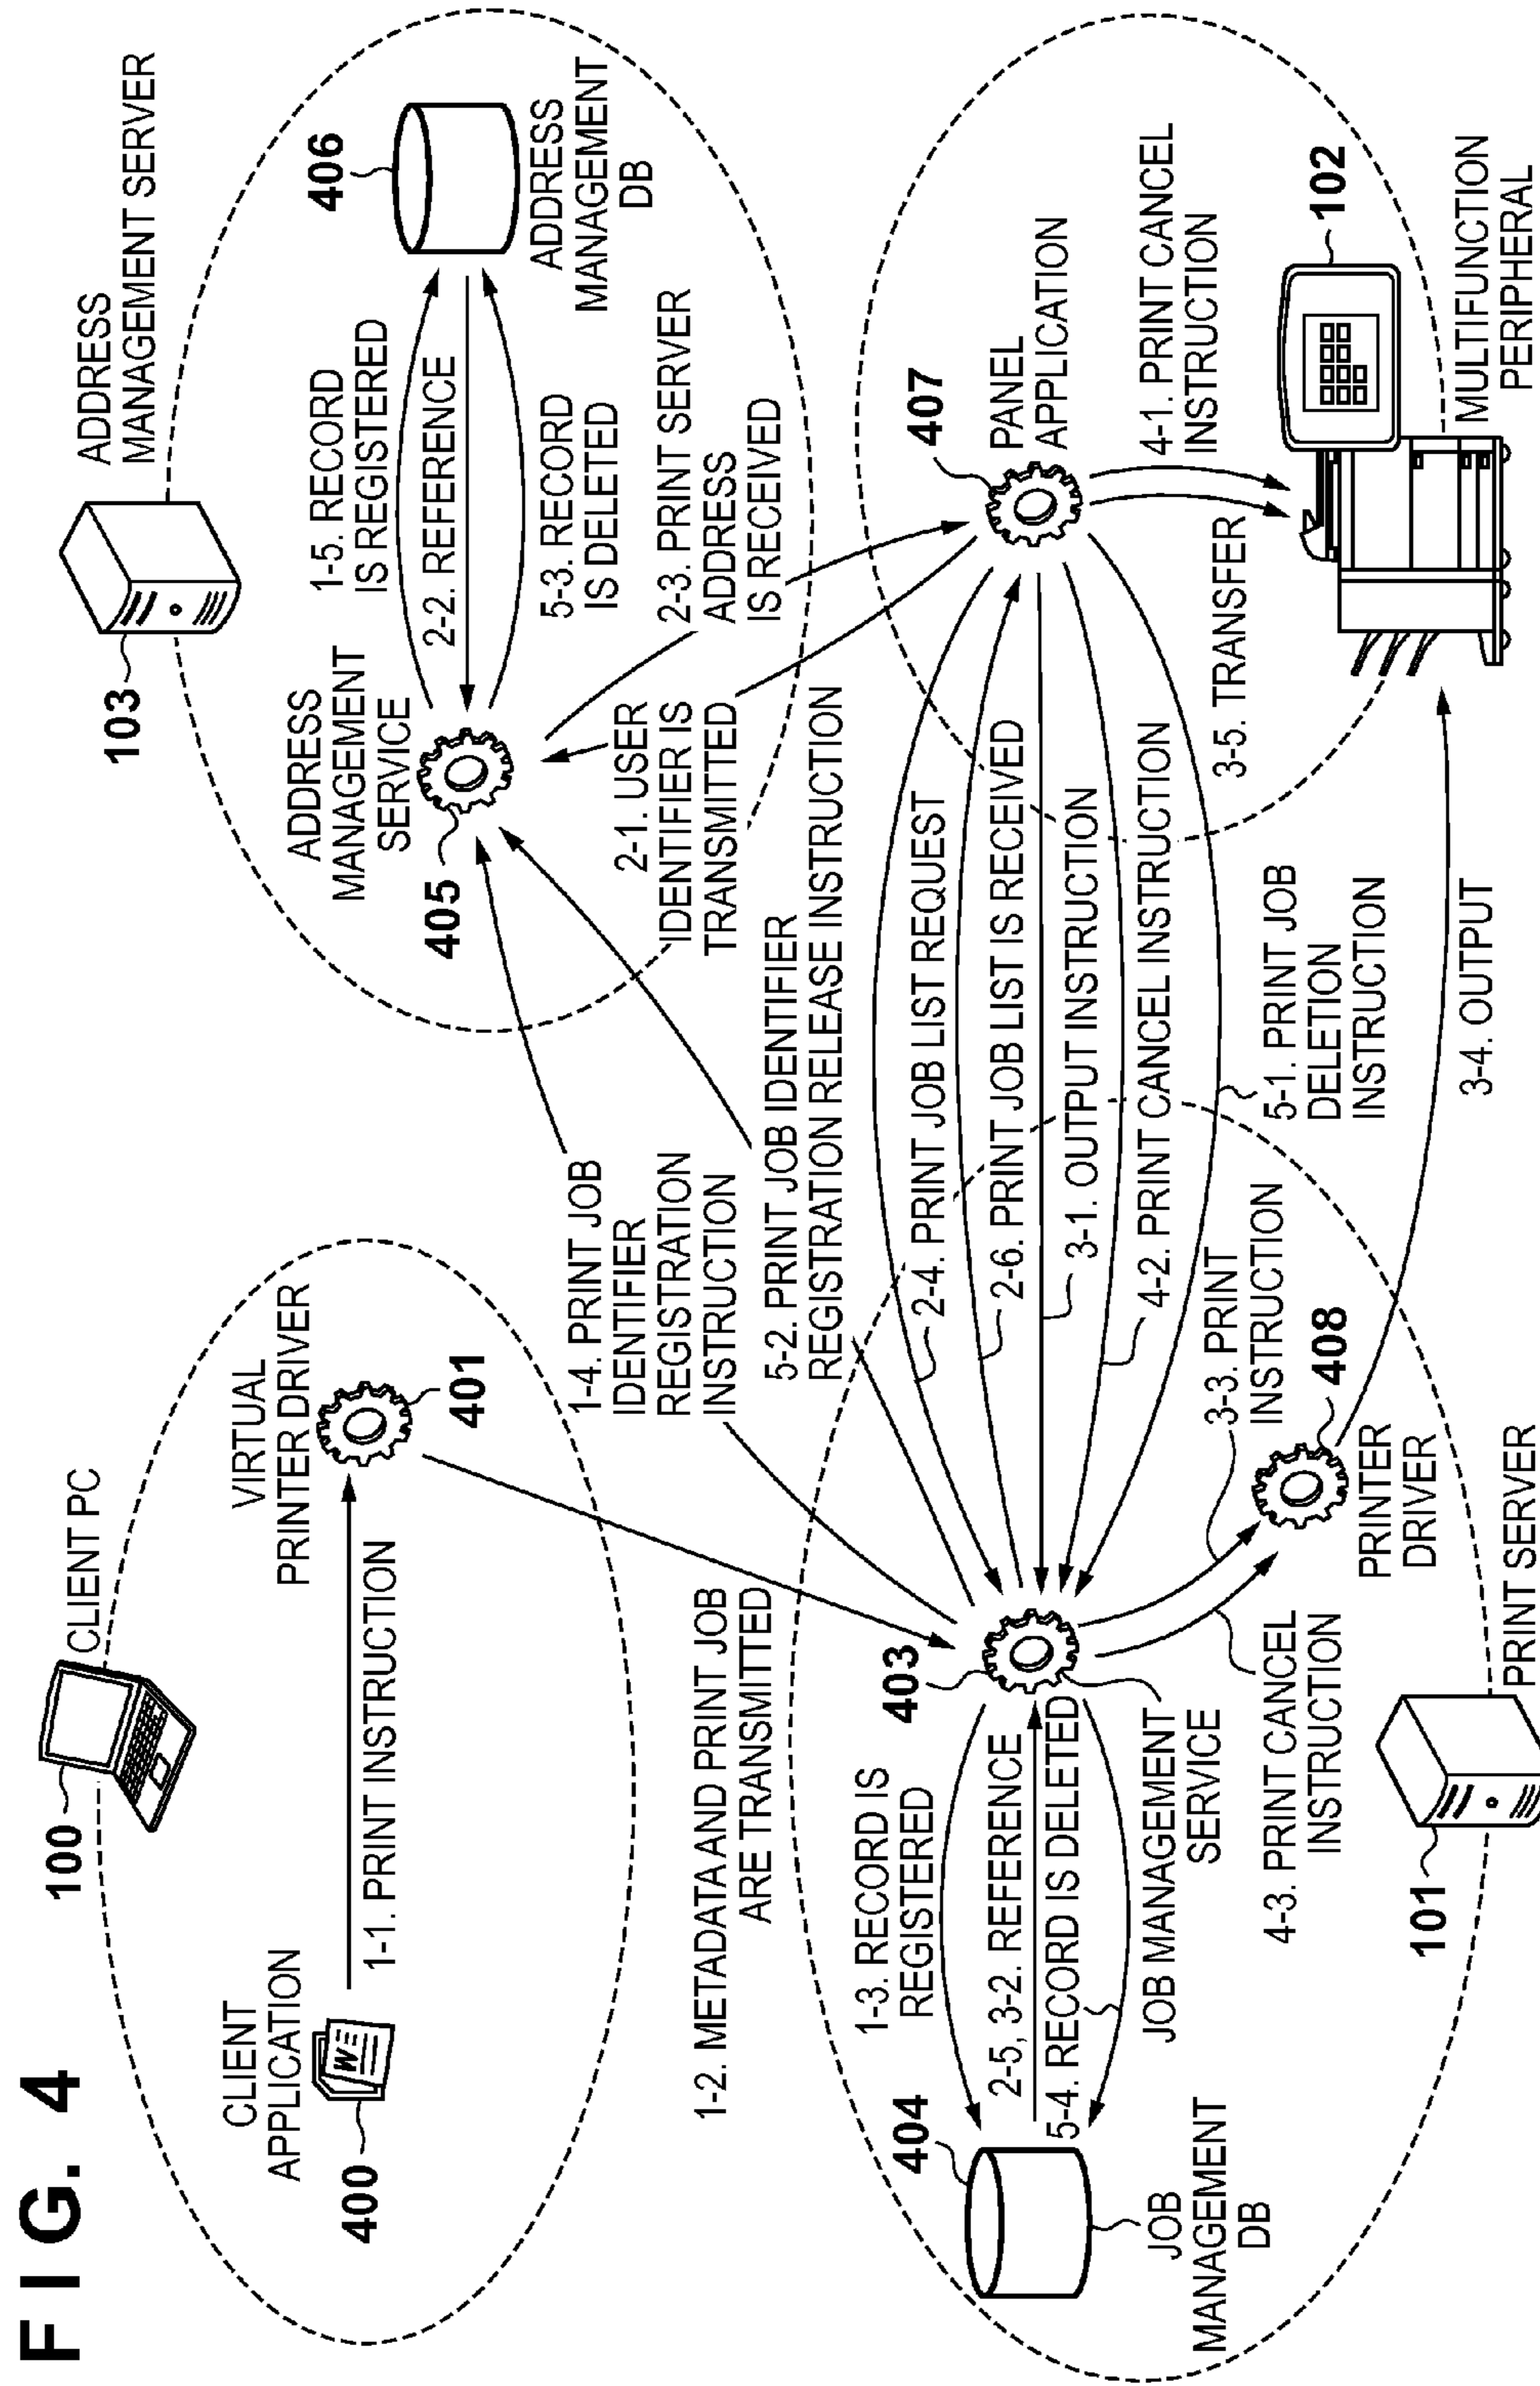 FIG. 4
100
CLIENT PC
CLIENT
APPLICATION
400
1-1. PRINT INSTRUCTION
VIRTUAL
PRINTER DRIVER
401
103
ADDRESS
MANAGEMENT SERVER
ADDRESS
MANAGEMENT
SERVICE
405
1-5. RECORD
IS REGISTERED
2-2. REFERENCE
5-3. RECORD
IS DELETED
406
ADDRESS
MANAGEMENT
DB
2-3. PRINT SERVER
ADDRESS
IS RECEIVED
2-1. USER
IDENTIFIER IS
TRANSMITTED
1-2. METADATA AND PRINT JOB
ARE TRANSMITTED
1-4. PRINT JOB
IDENTIFIER
REGISTRATION
INSTRUCTION
5-2. PRINT JOB IDENTIFIER
REGISTRATION RELEASE INSTRUCTION
404
JOB
MANAGEMENT
DB
1-3. RECORD IS
REGISTERED
2-5, 3-2. REFERENCE
5-4. RECORD IS DELETED
403
JOB MANAGEMENT
SERVICE
2-4. PRINT JOB LIST REQUEST
2-6. PRINT JOB LIST IS RECEIVED
3-1. OUTPUT INSTRUCTION
4-2. PRINT CANCEL INSTRUCTION
5-1. PRINT JOB
DELETION
INSTRUCTION
407
PANEL
APPLICATION
4-1. PRINT CANCEL
INSTRUCTION
3-5. TRANSFER
102
MULTIFUNCTION
PERIPHERAL
3-3. PRINT
INSTRUCTION
408
PRINTER
DRIVER
4-3. PRINT CANCEL
INSTRUCTION
3-4. OUTPUT
101
PRINT SERVER
W